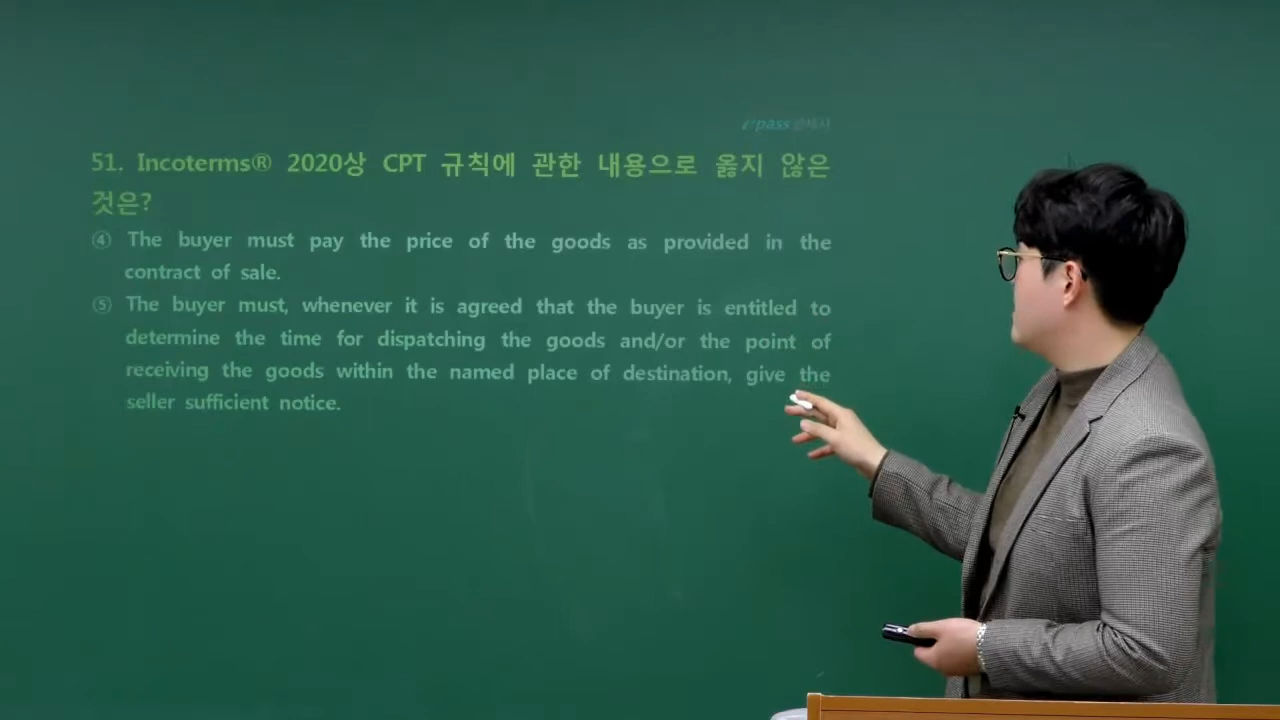 epass 관세사
51. Incoterms® 2020상 CPT 규칙에 관한 내용으로 옳지 않은
것은?
④ The buyer must pay the price of the goods as provided in the
contract of sale.
⑤ The buyer must, whenever it is agreed that the buyer is entitled to
determine the time for dispatching the goods and/or the point of
receiving the goods within the named place of destination, give the
seller sufficient notice.